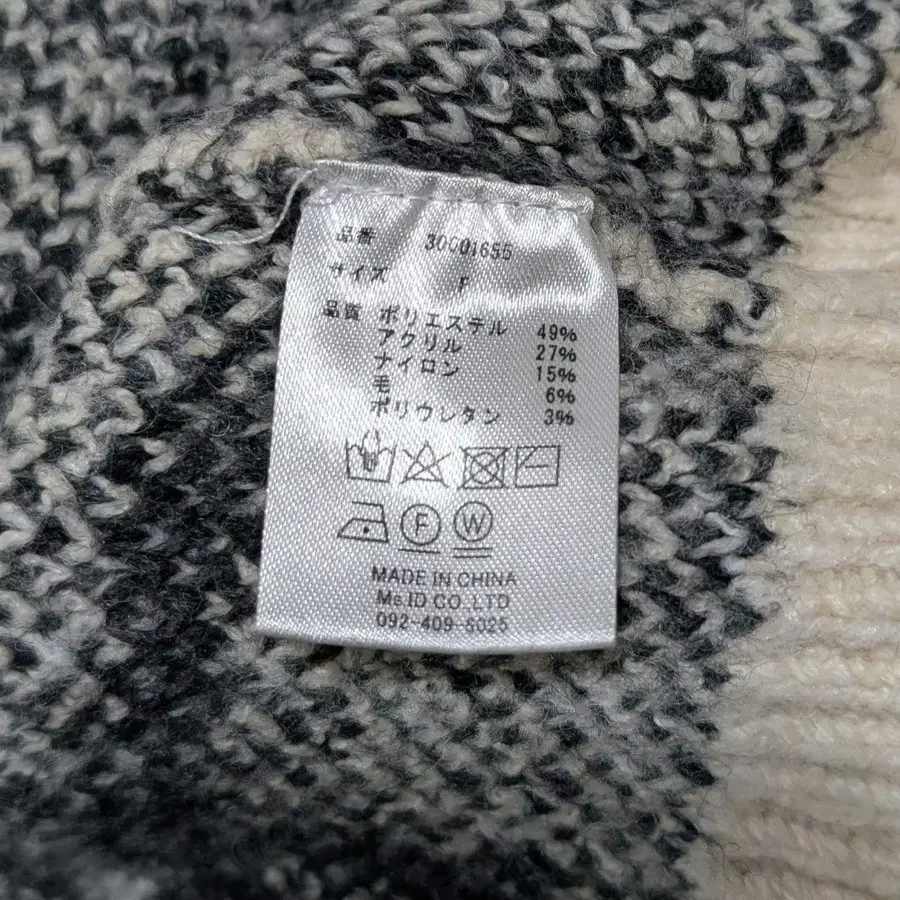 品番 30001655
サイズ F
品質 ポリエステル 49%
アクリル 27%
ナイロン 15%
毛 6%
ポリウレタン 3%
F W
MADE IN CHINA
Ms ID CO.,LTD
092-409-6025